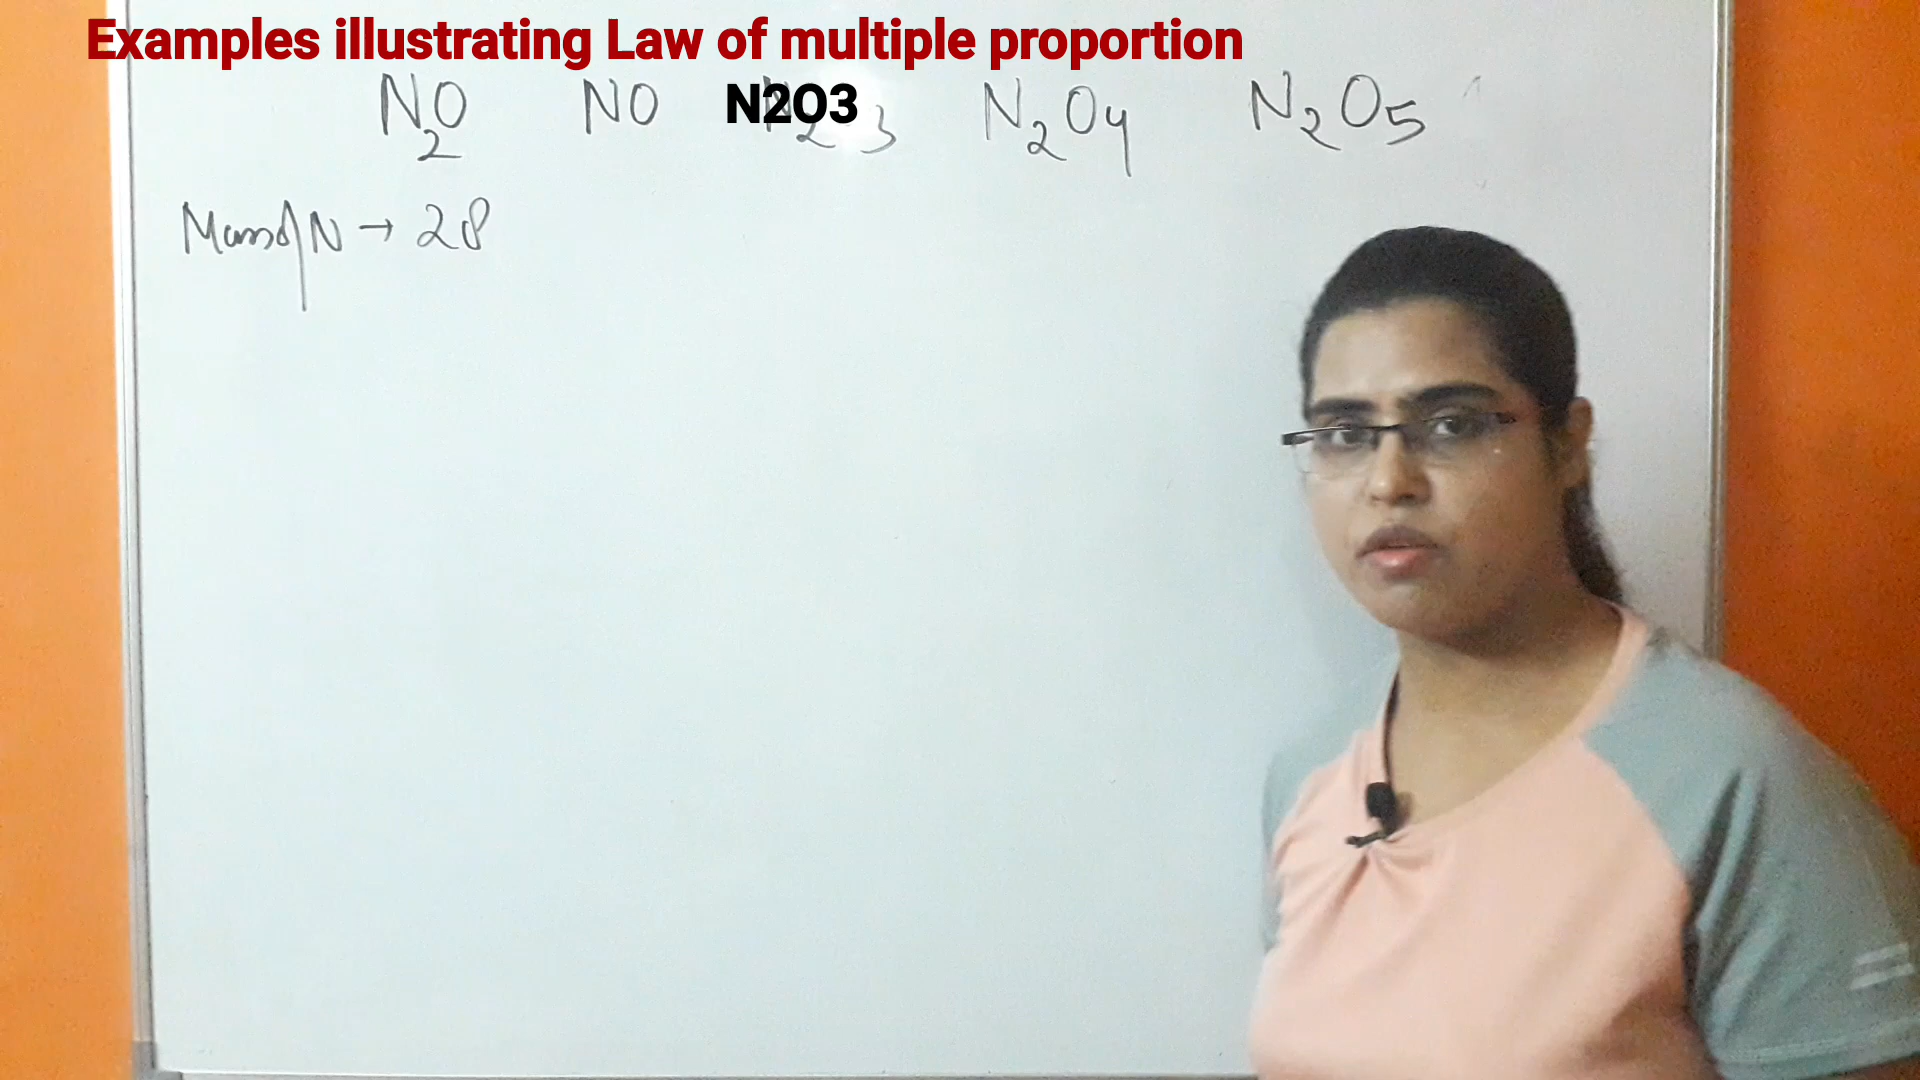 Examples illustrating Law of multiple proportion
N₂O NO N2O3 N₂O₄ N₂O₅
Mass of N → 28